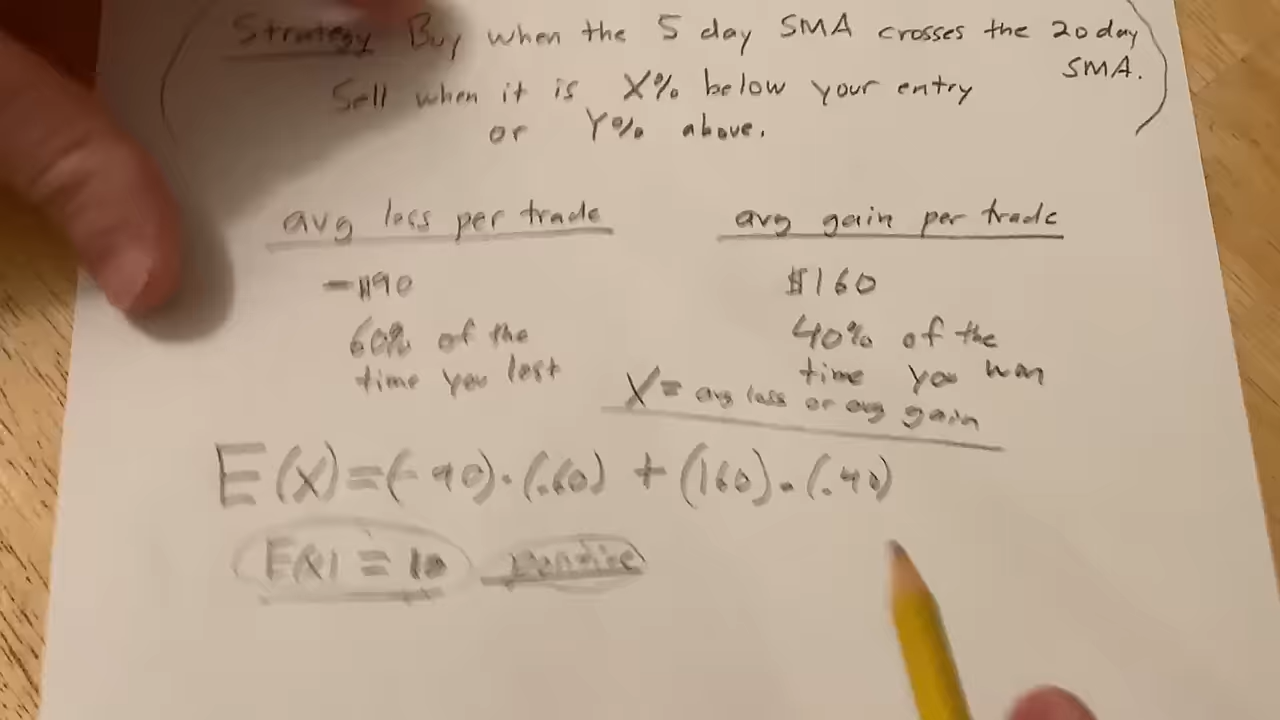 Strategy Buy when the 5 day SMA crosses the 20 day SMA.
Sell when it is X% below your entry
or Y% above.
avg loss per trade
-$90
60% of the
time you lost
avg gain per trade
$160
40% of the
time you won
X = avg loss or avg gain
E(X)=(-90)·(.60) + (160)·(.40)
E(X) = 10 positive